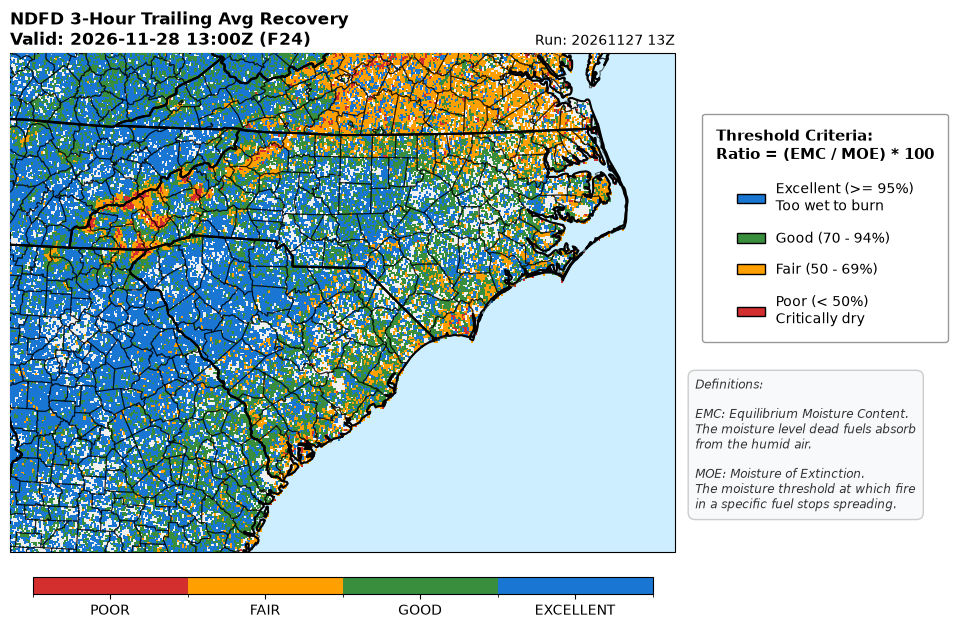 NDFD 3-Hour Trailing Avg Recovery
Valid: 2026-11-28 13:00Z (F24)
Run: 20261127 13Z
Threshold Criteria:
Ratio = (EMC / MOE) * 100
Excellent (>= 95%)
Too wet to burn
Good (70 - 94%)
Fair (50 - 69%)
Poor (< 50%)
Critically dry
Definitions:
EMC: Equilibrium Moisture Content.
The moisture level dead fuels absorb
from the humid air.
MOE: Moisture of Extinction.
The moisture threshold at which fire
in a specific fuel stops spreading.
POOR FAIR GOOD EXCELLENT